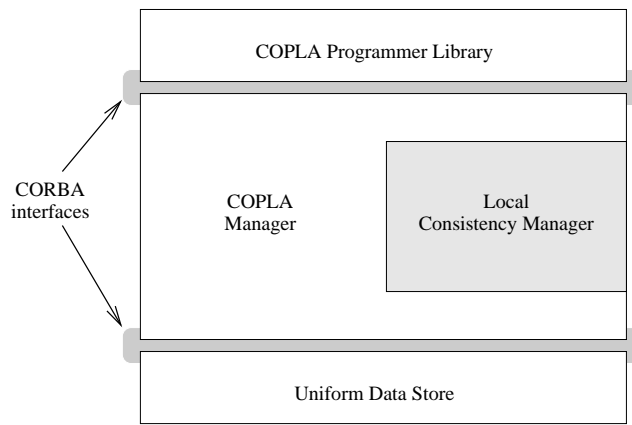 COPLA Programmer Library
CORBA
interfaces
COPLA
Manager
Local
Consistency Manager
Uniform Data Store